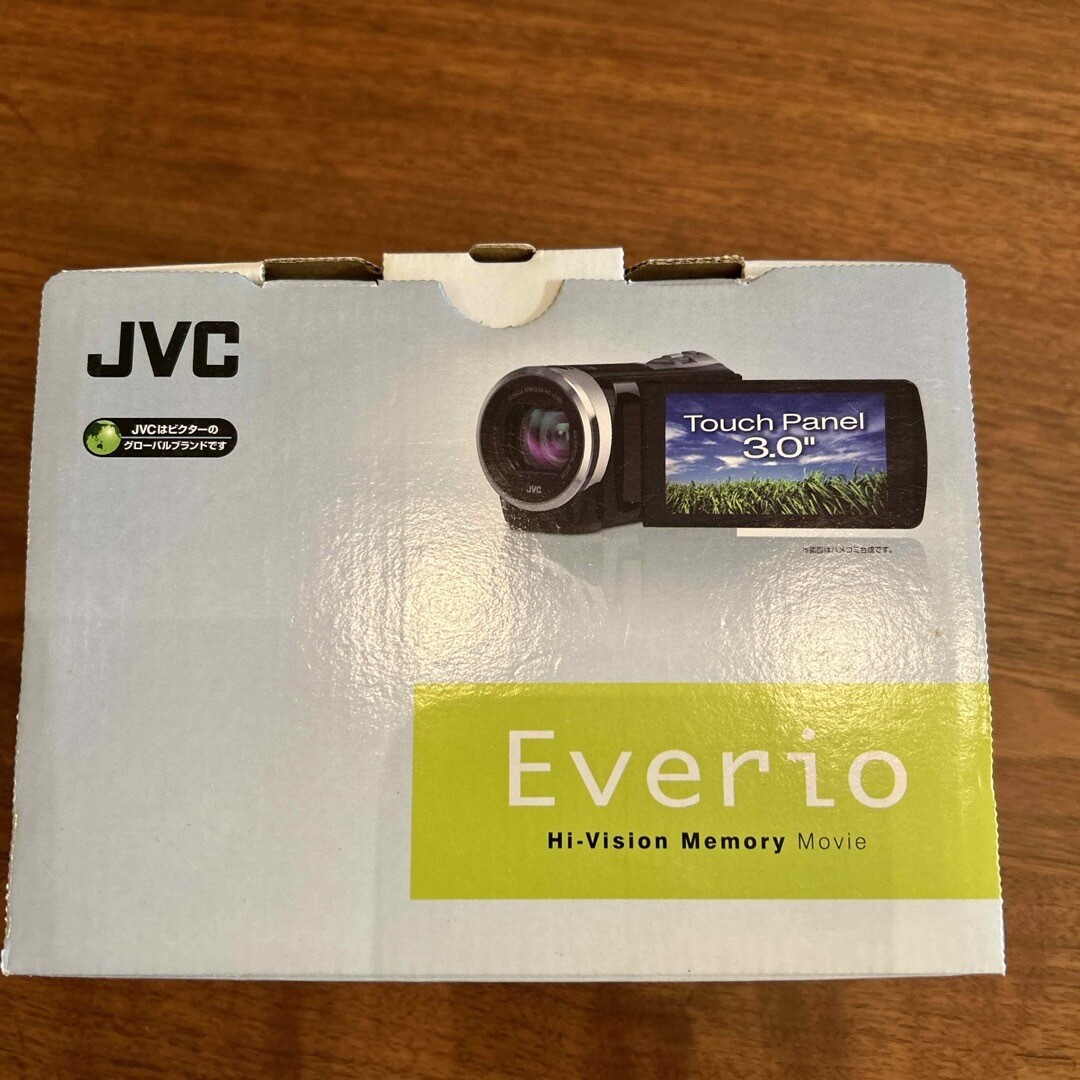 JVC
JVCはビクターの
グローバルブランドです
Touch Panel
3.0"
JVC
※画面はハメコミ合成です。
Everio
Hi-Vision Memory Movie